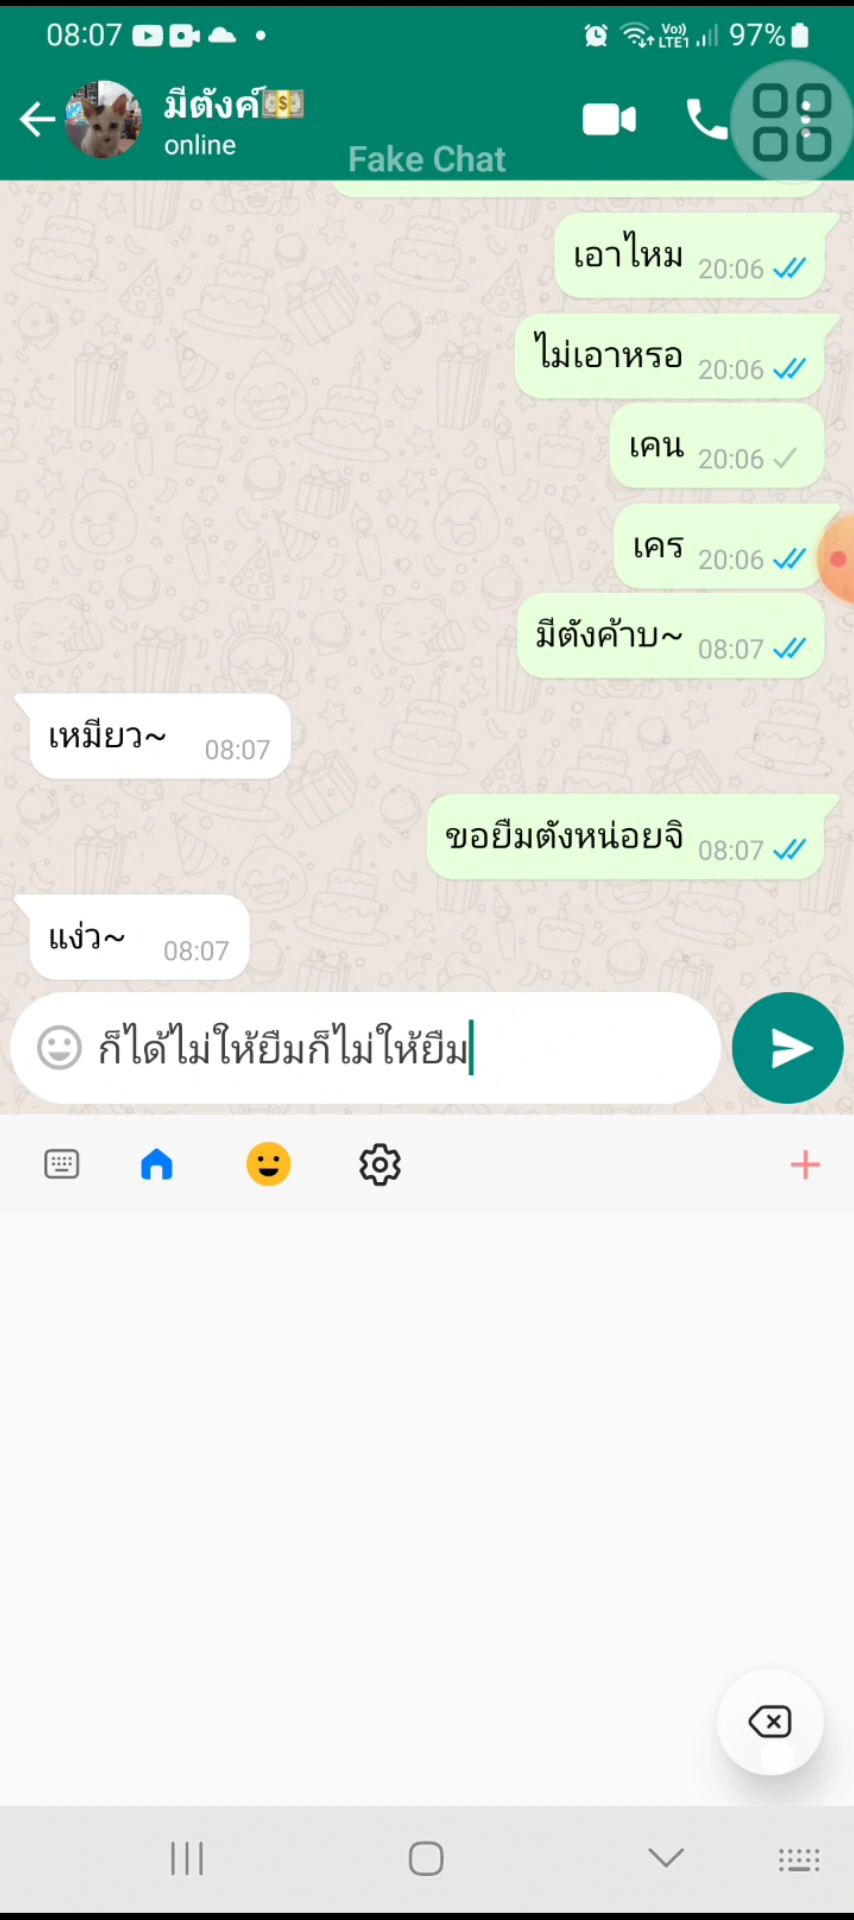 08:07 Vo)) LTE1 97%
มีตังค์💵
online
Fake Chat
เอาไหม 20:06
ไม่เอาหรอ 20:06
เคน 20:06
เคร 20:06
มีตังค้าบ~ 08:07
เหมียว~ 08:07
ขอยืมตังหน่อยจิ 08:07
แง่ว~ 08:07
ก็ได้ไม่ให้ยืมก็ไม่ให้ยืม